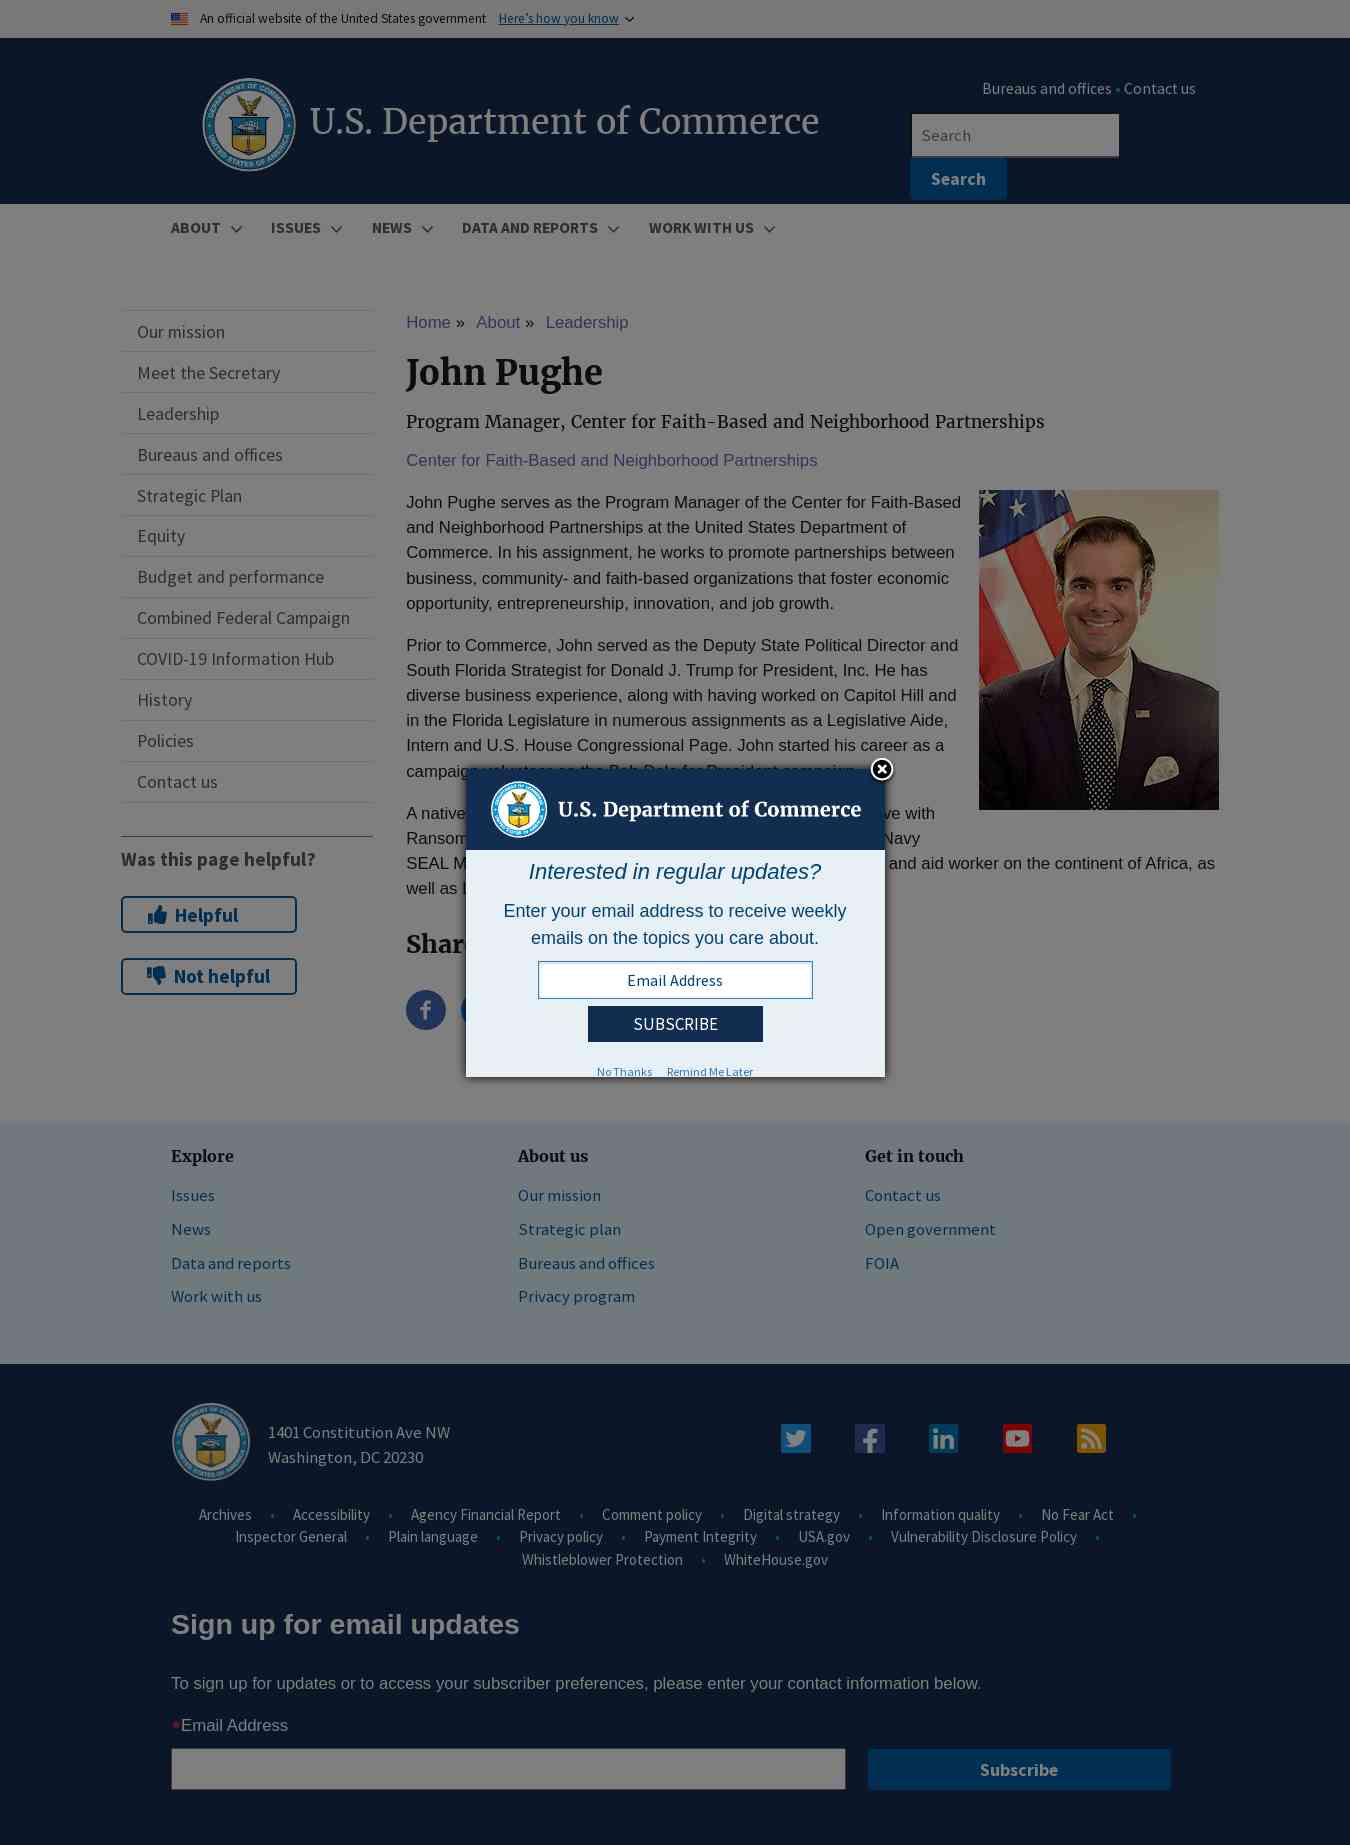 An official website of the United States government Here’s how you know
U.S. Department of Commerce
Bureaus and offices • Contact us
Search
Search
ABOUT ISSUES NEWS DATA AND REPORTS WORK WITH US
Our mission
Meet the Secretary
Leadership
Bureaus and offices
Strategic Plan
Equity
Budget and performance
Combined Federal Campaign
COVID-19 Information Hub
History
Policies
Contact us
Was this page helpful?
Helpful
Not helpful
Home » About » Leadership
John Pughe
Program Manager, Center for Faith-Based and Neighborhood Partnerships
Center for Faith-Based and Neighborhood Partnerships
John Pughe serves as the Program Manager of the Center for Faith-Based
and Neighborhood Partnerships at the United States Department of
Commerce. In his assignment, he works to promote partnerships between
business, community- and faith-based organizations that foster economic
opportunity, entrepreneurship, innovation, and job growth.
Prior to Commerce, John served as the Deputy State Political Director and
South Florida Strategist for Donald J. Trump for President, Inc. He has
diverse business experience, along with having worked on Capitol Hill and
in the Florida Legislature in numerous assignments as a Legislative Aide,
Intern and U.S. House Congressional Page. John started his career as a
campaign volunteer on the Bob Dole for President campaign.
A native with
Ransom Navy
SEAL and aid worker on the continent of Africa, as
well as
Share
U.S. Department of Commerce
Interested in regular updates?
Enter your email address to receive weekly
emails on the topics you care about.
Email Address
SUBSCRIBE
No Thanks Remind Me Later
Explore
Issues
News
Data and reports
Work with us
About us
Our mission
Strategic plan
Bureaus and offices
Privacy program
Get in touch
Contact us
Open government
FOIA
1401 Constitution Ave NW
Washington, DC 20230
Archives • Accessibility • Agency Financial Report • Comment policy • Digital strategy • Information quality • No Fear Act •
Inspector General • Plain language • Privacy policy • Payment Integrity • USA.gov • Vulnerability Disclosure Policy •
Whistleblower Protection • WhiteHouse.gov
Sign up for email updates
To sign up for updates or to access your subscriber preferences, please enter your contact information below.
*Email Address
Subscribe